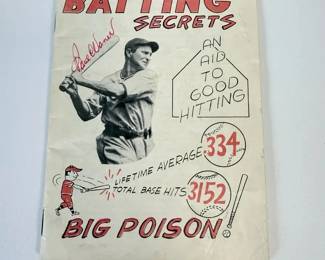 BATTING
SECRETS
Paul Waner
AN
AID
TO
GOOD
HITTING
LIFETIME AVERAGE 334
TOTAL BASE HITS 3152
BIG POISON